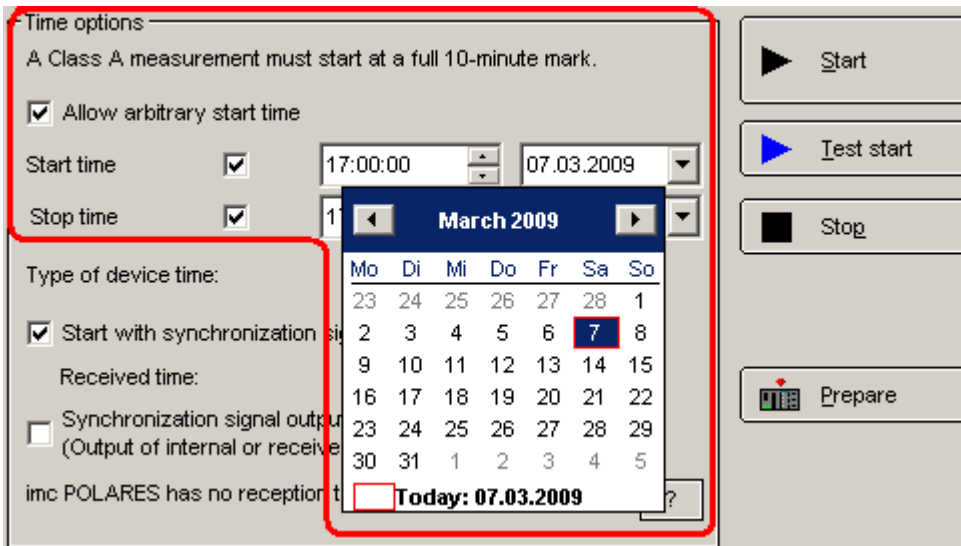 Time options
A Class A measurement must start at a full 10-minute mark.
Allow arbitrary start time
Start time 17:00:00 07.03.2009
Stop time
March 2009
Mo Di Mi Do Fr Sa So
23 24 25 26 27 28 1
2 3 4 5 6 7 8
9 10 11 12 13 14 15
16 17 18 19 20 21 22
23 24 25 26 27 28 29
30 31 1 2 3 4 5
Today: 07.03.2009
Type of device time:
Start with synchronization
Received time:
Synchronization signal
(Output of internal or
imc POLARES has no reception
?
Start
Test start
Stop
Prepare